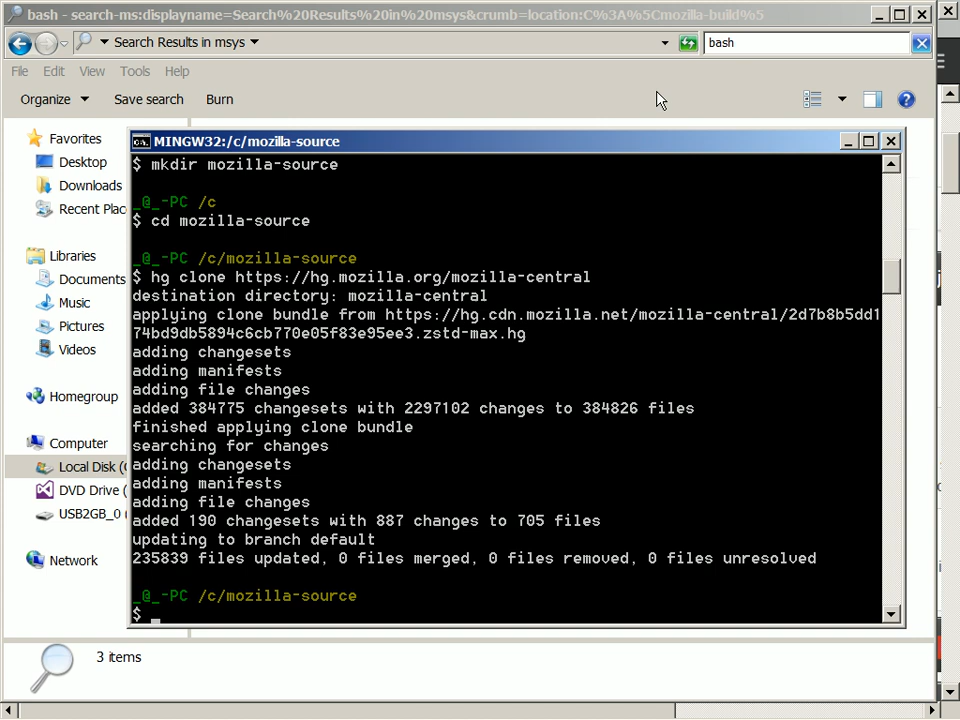 bash - search-ms:displayname=Search%20Results%20in%20msys&crumb=location:C%3A%5Cmozilla-build%5
Search Results in msys
bash
File Edit View Tools Help
Organize Save search Burn
Favorites
Desktop
Downloads
Recent Plac
Libraries
Documents
Music
Pictures
Videos
Homegroup
Computer
Local Disk (
DVD Drive (
USB2GB_0 (
Network
MINGW32:/c/mozilla-source
$ mkdir mozilla-source
_@_-PC /c
$ cd mozilla-source
_@_-PC /c/mozilla-source
$ hg clone https://hg.mozilla.org/mozilla-central
destination directory: mozilla-central
applying clone bundle from https://hg.cdn.mozilla.net/mozilla-central/2d7b8b5dd1
74bd9db5894c6cb770e05f83e95ee3.zstd-max.hg
adding changesets
adding manifests
adding file changes
added 384775 changesets with 2297102 changes to 384826 files
finished applying clone bundle
searching for changes
adding changesets
adding manifests
adding file changes
added 190 changesets with 887 changes to 705 files
updating to branch default
235839 files updated, 0 files merged, 0 files removed, 0 files unresolved
_@_-PC /c/mozilla-source
$
3 items